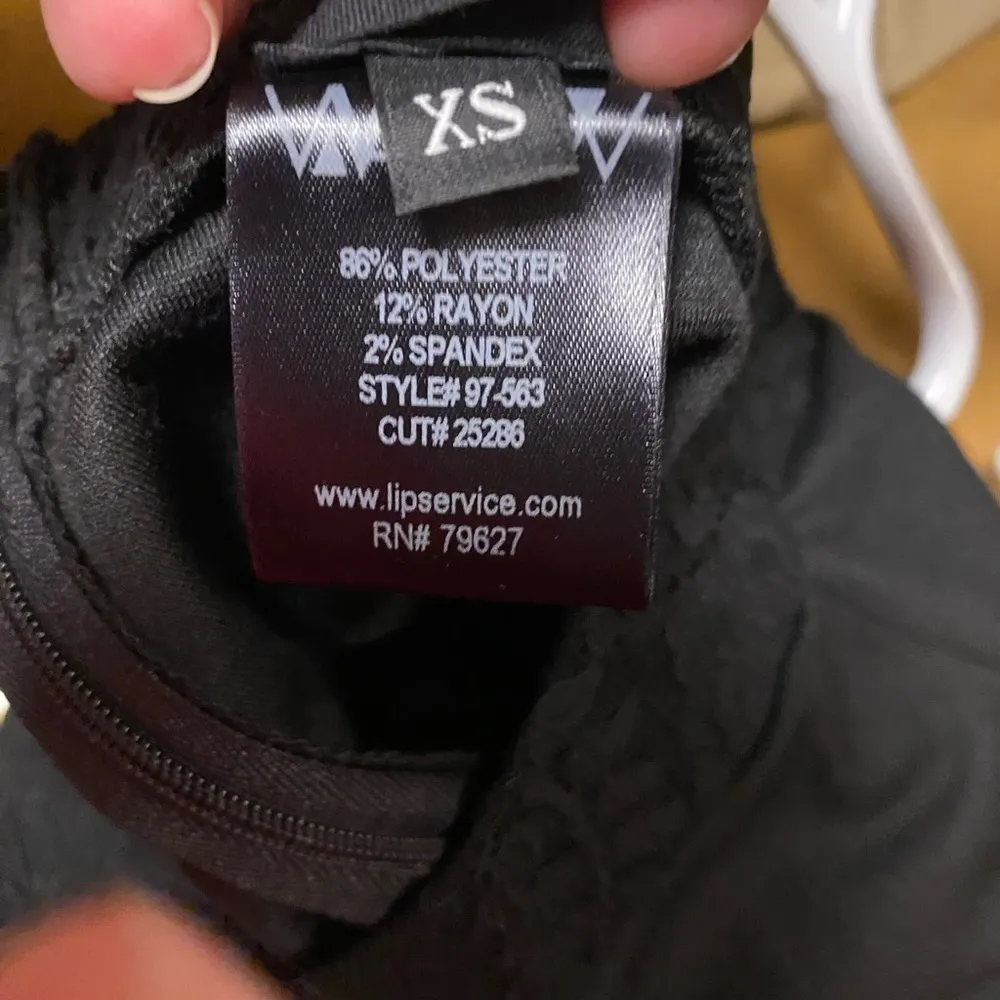 XS
86% POLYESTER
12% RAYON
2% SPANDEX
STYLE# 97-563
CUT# 25286
www.lipservice.com
RN# 79627